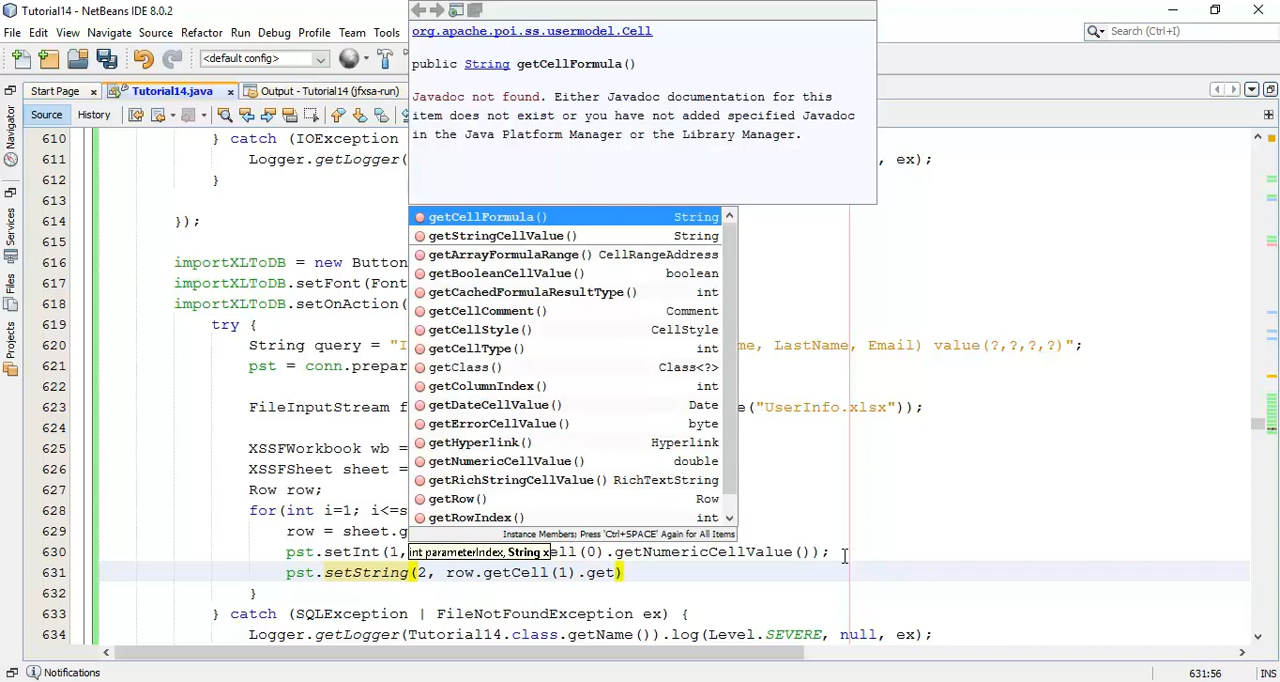 Tutorial14 - NetBeans IDE 8.0.2
File Edit View Navigate Source Refactor Run Debug Profile Team Tools
Search (Ctrl+I)
<default config>
Start Page Tutorial14.java Output - Tutorial14 (jfxsa-run)
Source History
Navigator
Services
Files
Projects
org.apache.poi.ss.usermodel.Cell
public String getCellFormula()
Javadoc not found. Either Javadoc documentation for this
item does not exist or you have not added specified Javadoc
in the Java Platform Manager or the Library Manager.
610 } catch (IOException
611 Logger.getLogger( , ex);
612 }
613
614 });
615
616 importXLToDB = new Button
617 importXLToDB.setFont(Font
618 importXLToDB.setOnAction(
619 try {
620 String query = "I me, LastName, Email) value(?,?,?,?)";
621 pst = conn.prepar
622
623 FileInputStream f e("UserInfo.xlsx"));
624
625 XSSFWorkbook wb =
626 XSSFSheet sheet =
627 Row row;
628 for(int i=1; i<=s
629 row = sheet.g
630 pst.setInt(1, ell(0).getNumericCellValue());
631 pst.setString(2, row.getCell(1).get)
632 }
633 } catch (SQLException | FileNotFoundException ex) {
634 Logger.getLogger(Tutorial14.class.getName()).log(Level.SEVERE, null, ex);
getCellFormula() String
getStringCellValue() String
getArrayFormulaRange() CellRangeAddress
getBooleanCellValue() boolean
getCachedFormulaResultType() int
getCellComment() Comment
getCellStyle() CellStyle
getCellType() int
getClass() Class<?>
getColumnIndex() int
getDateCellValue() Date
getErrorCellValue() byte
getHyperlink() Hyperlink
getNumericCellValue() double
getRichStringCellValue() RichTextString
getRow() Row
getRowIndex() int
Instance Members; Press 'Ctrl+SPACE' Again for All Items
int parameterIndex, String x
Notifications
631:56 INS